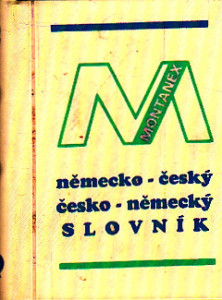 MONTANEX
německo - český
česko - německý
SLOVNÍK